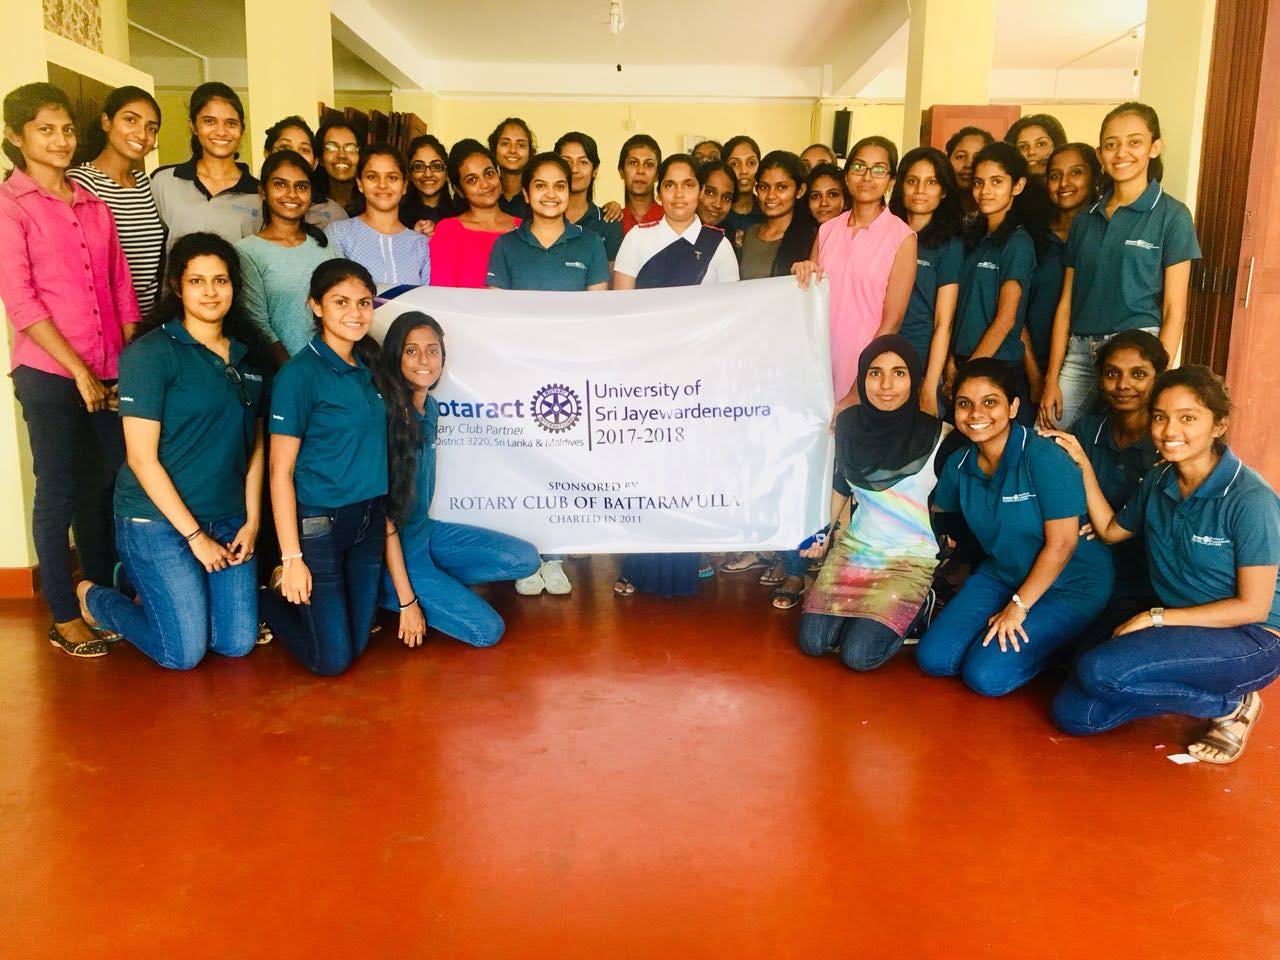 otaract
ary Club Partner
District 3220, Sri Lanka & Maldives
University of
Sri Jayewardenepura
2017-2018
SPONSORED BY
ROTARY CLUB OF BATTARAMULLA
CHARTED IN 2011